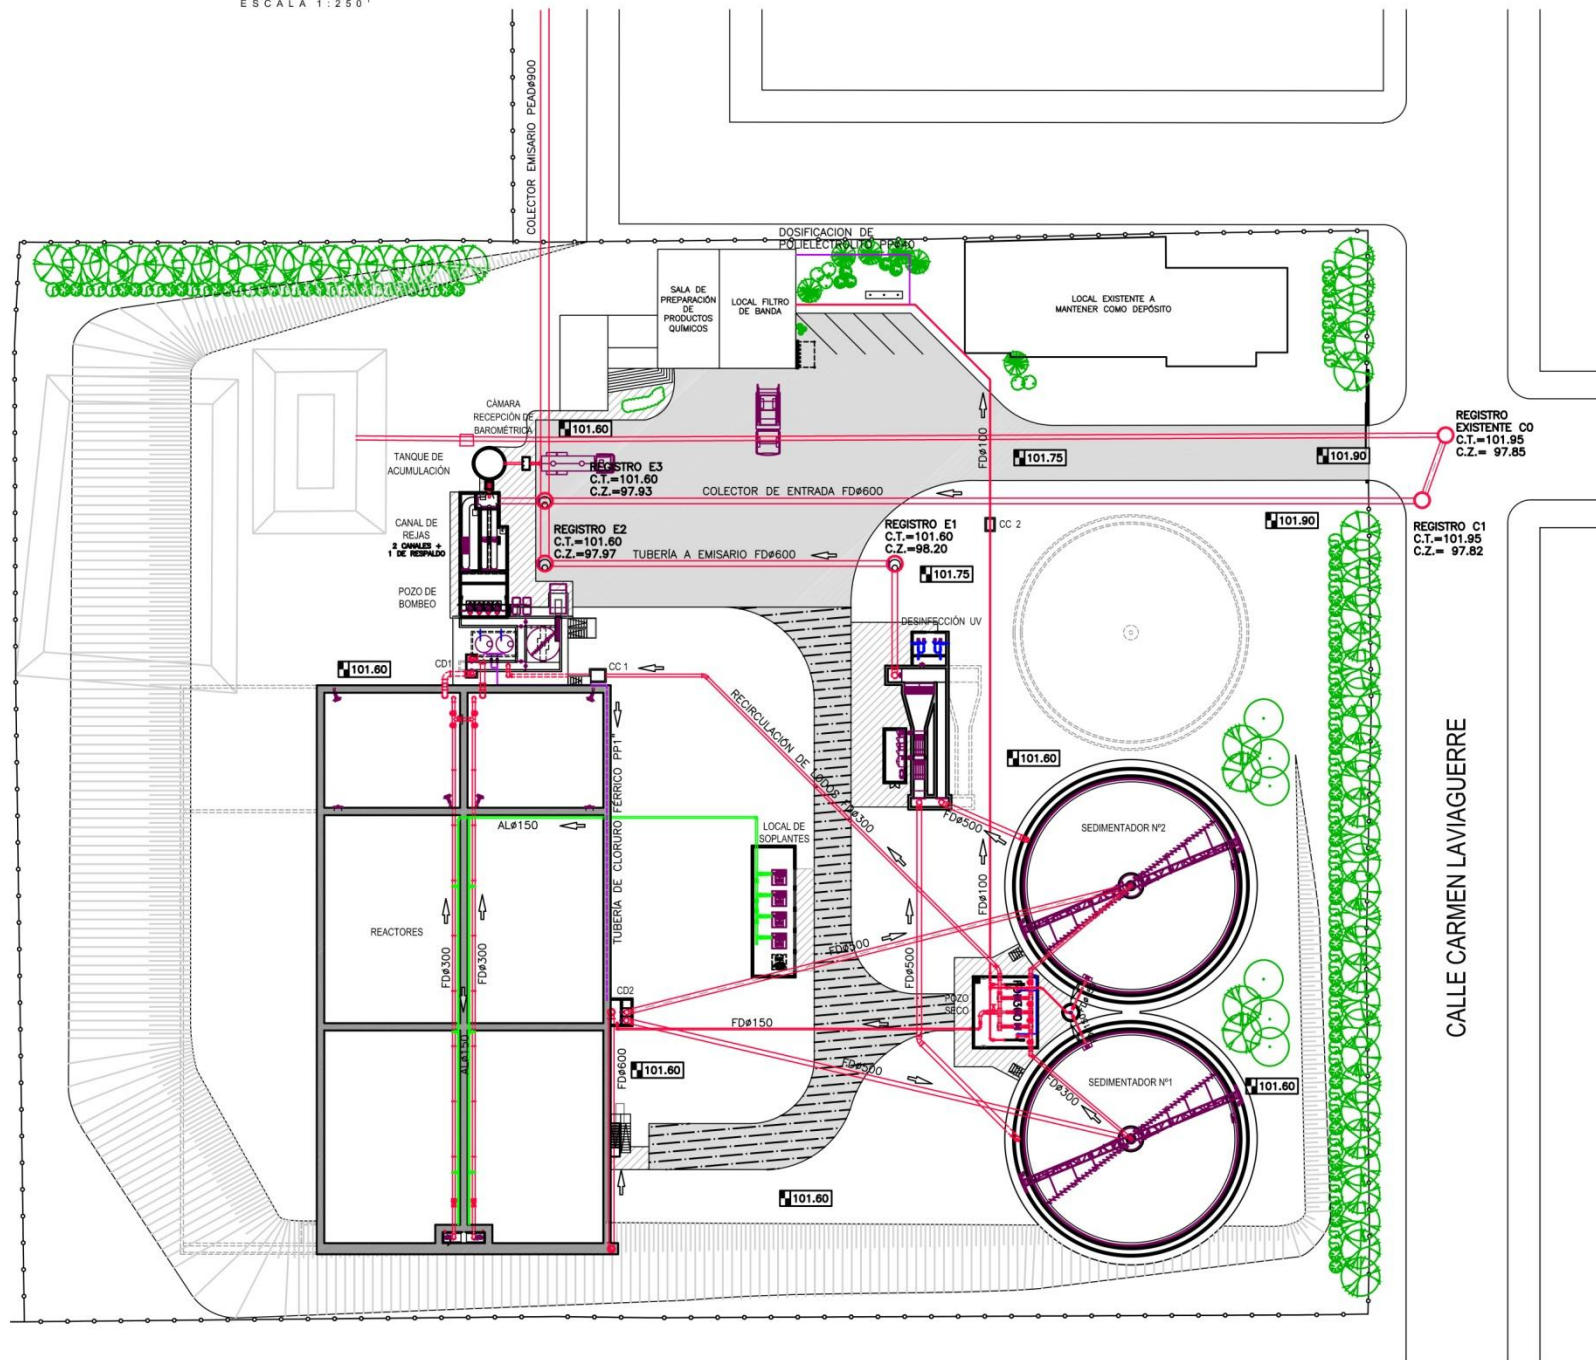 ESCALA 1:250
COLECTOR EMISARIO PEADØ900
DOSIFICACION DE
POLIELECTROLITO PPØ40
SALA DE
PREPARACIÓN
DE
PRODUCTOS
QUÍMICOS
LOCAL FILTRO
DE BANDA
LOCAL EXISTENTE A
MANTENER COMO DEPÓSITO
CÁMARA
RECEPCIÓN DE
BAROMÉTRICA
101.60
TANQUE DE
ACUMULACIÓN
REGISTRO E3
C.T.=101.60
C.Z.=97.93
FDØ100
101.75
101.90
REGISTRO
EXISTENTE C0
C.T.=101.95
C.Z.= 97.85
COLECTOR DE ENTRADA FDØ600
CANAL DE
REJAS
2 CANALES +
1 DE RESPALDO
REGISTRO E2
C.T.=101.60
C.Z.=97.97
TUBERÍA A EMISARIO FDØ600
REGISTRO E1
C.T.=101.60
C.Z.=98.20
CC 2
101.90
REGISTRO C1
C.T.=101.95
C.Z.= 97.82
101.75
POZO DE
BOMBEO
DESINFECCIÓN UV
101.60
CD1
CC 1
RECIRCULACIÓN DE LODOS FDØ300
TUBERÍA DE CLORURO FÉRRICO PP1"
101.60
CALLE CARMEN LAVIAGUERRE
ALØ150
LOCAL DE
SOPLANTES
FDØ500
SEDIMENTADOR Nº2
FDØ100
REACTORES
FDØ300
FDØ300
FDØ500
FDØ500
CD2
POZO
SECO
FDØ150
ALØ150
FDØ600
101.60
FDØ500
FDØ300
SEDIMENTADOR Nº1
101.60
101.60